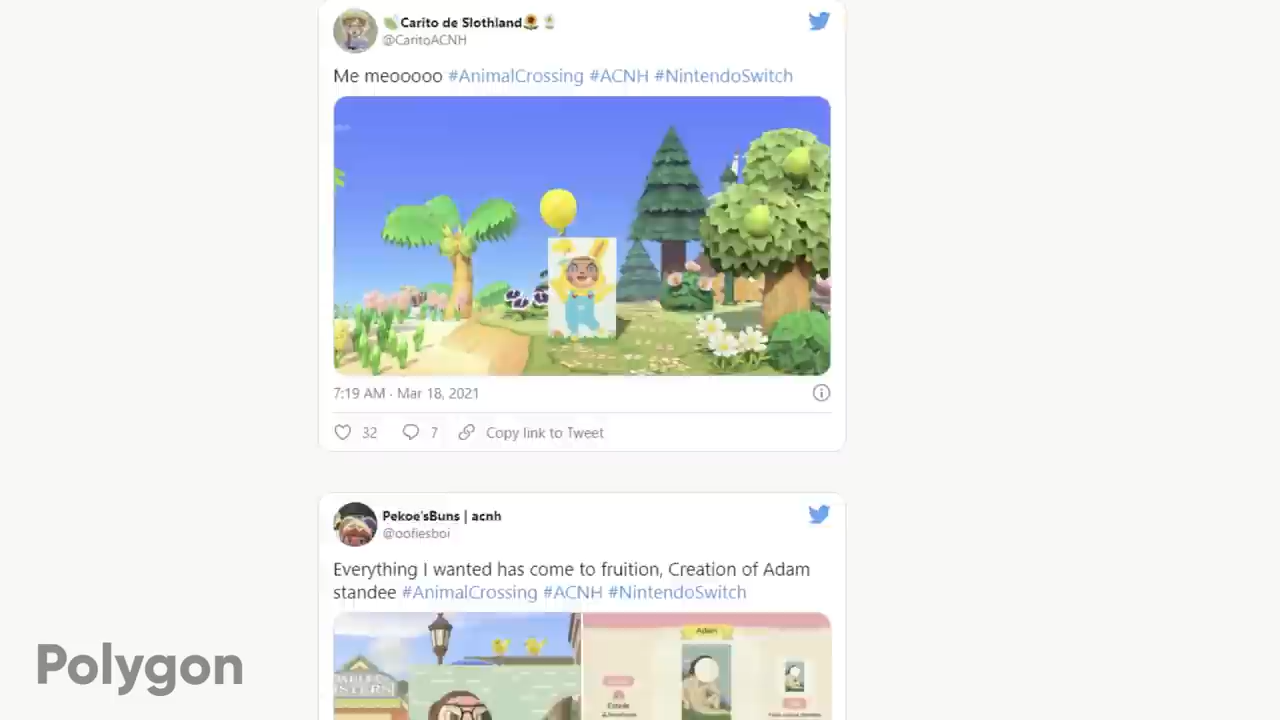 Carito de Slothland
@CaritoACNH
Me meooooo #AnimalCrossing #ACNH #NintendoSwitch
7:19 AM · Mar 18, 2021
32 7 Copy link to Tweet
Pekoe'sBuns | acnh
@oofiesboi
Everything I wanted has come to fruition, Creation of Adam
standee #AnimalCrossing #ACNH #NintendoSwitch
Adam
Polygon